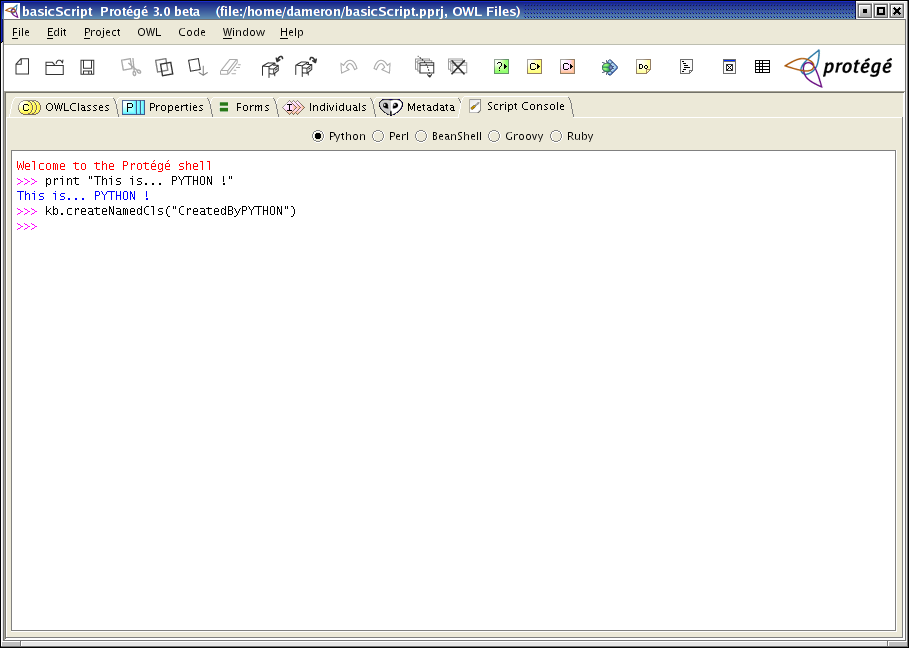 basicScript Protégé 3.0 beta (file:/home/dameron/basicScript.pprj, OWL Files)
File Edit Project OWL Code Window Help
? C C DQ protégé
C OWLClasses P Properties = Forms I Individuals Metadata Script Console
Python Perl BeanShell Groovy Ruby
Welcome to the Protégé shell
>>> print "This is... PYTHON !"
This is... PYTHON !
>>> kb.createNamedCls("CreatedByPYTHON")
>>>